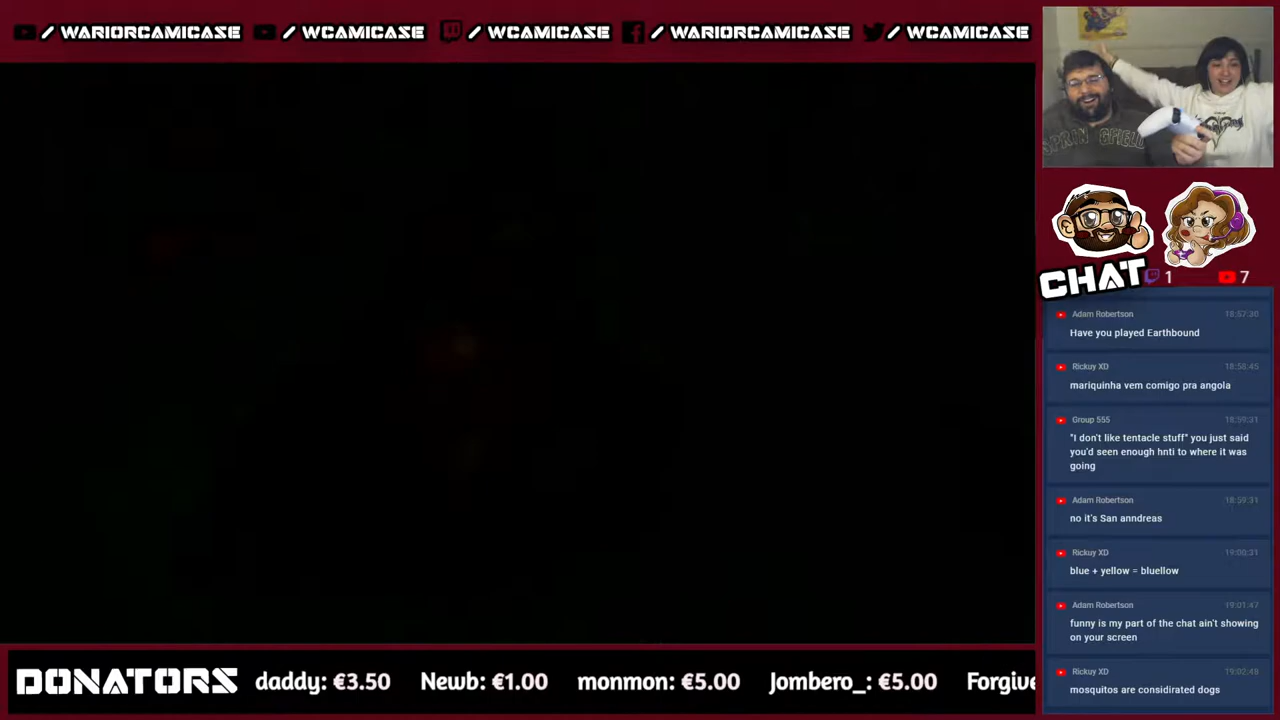 / WARIORCAMICASE / WCAMICASE / WCAMICASE / WARIORCAMICASE / WCAMICASE
SPRINGFIELD
CHAT 1 7
Adam Robertson 18:57:30
Have you played Earthbound
Rickuy XD 18:58:45
mariquinha vem comigo pra angola
Group 555 18:59:31
"I don't like tentacle stuff" you just said
you'd seen enough hnti to where it was
going
Adam Robertson 18:59:31
no it's San anndreas
Rickuy XD 19:00:31
blue + yellow = bluellow
Adam Robertson 19:01:47
funny is my part of the chat ain't showing
on your screen
Rickuy XD 19:02:48
mosquitos are considirated dogs
DONATORS daddy: €3.50 Newb: €1.00 monmon: €5.00 Jombero_: €5.00 Forgive